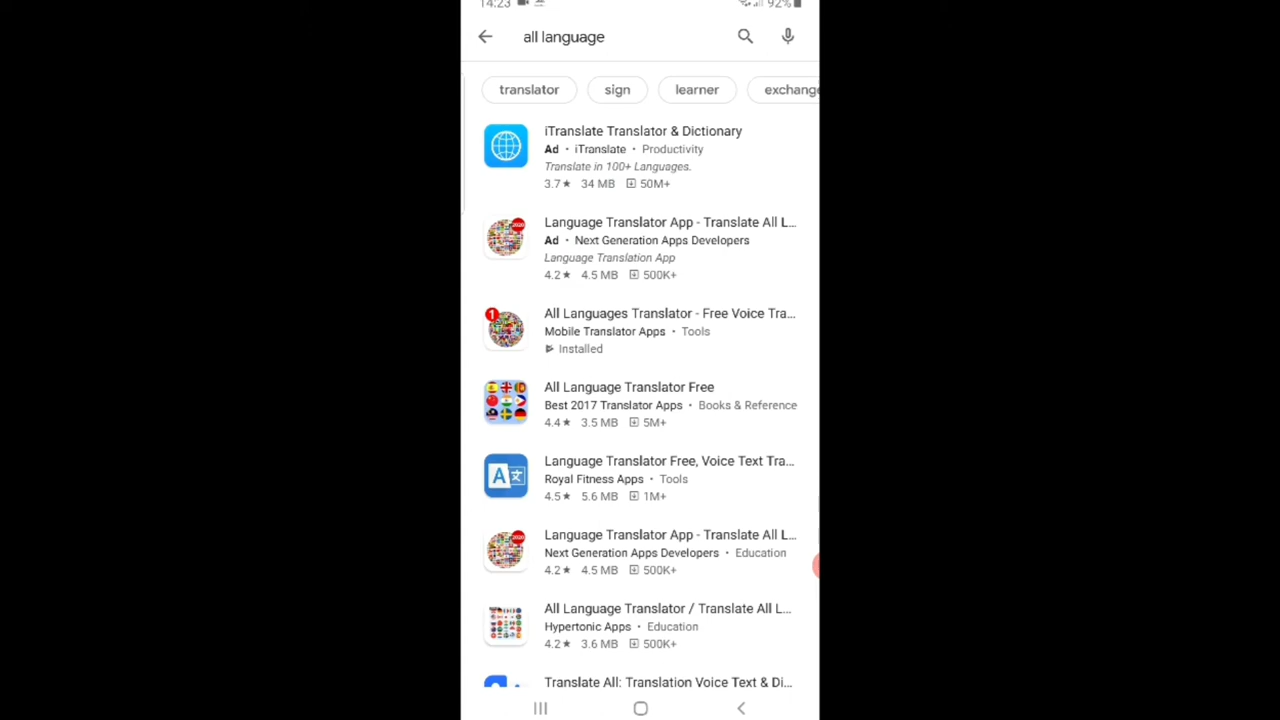 14:23 92%
all language
translator sign learner exchange
iTranslate Translator & Dictionary
Ad • iTranslate • Productivity
Translate in 100+ Languages.
3.7★ 34 MB 50M+
Language Translator App - Translate All L...
Ad • Next Generation Apps Developers
Language Translation App
4.2★ 4.5 MB 500K+
All Languages Translator - Free Voice Tra...
Mobile Translator Apps • Tools
Installed
All Language Translator Free
Best 2017 Translator Apps • Books & Reference
4.4★ 3.5 MB 5M+
Language Translator Free, Voice Text Tra...
Royal Fitness Apps • Tools
4.5★ 5.6 MB 1M+
Language Translator App - Translate All L...
Next Generation Apps Developers • Education
4.2★ 4.5 MB 500K+
All Language Translator / Translate All L...
Hypertonic Apps • Education
4.2★ 3.6 MB 500K+
Translate All: Translation Voice Text & Di...